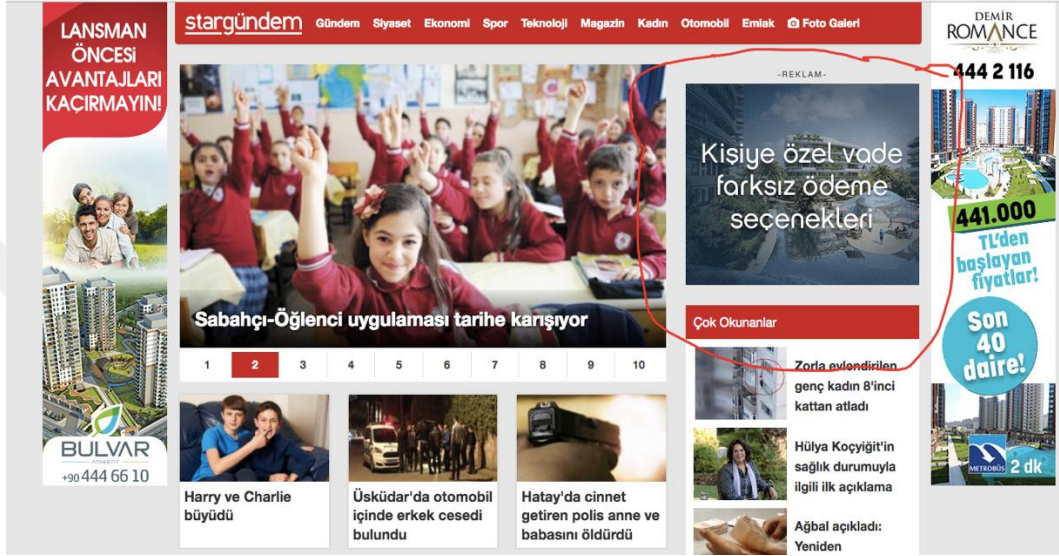 LANSMAN
ÖNCESİ
AVANTAJLARI
KAÇIRMAYIN!
BULVAR
ATAKENT
+90 444 66 10
stargündem Gündem Siyaset Ekonomi Spor Teknoloji Magazin Kadın Otomobil Emlak Foto Galeri
Sabahçı-Öğlenci uygulaması tarihe karışıyor
1 2 3 4 5 6 7 8 9 10
Harry ve Charlie
büyüdü
Üsküdar'da otomobil
içinde erkek cesedi
bulundu
Hatay'da cinnet
getiren polis anne ve
babasını öldürdü
-REKLAM-
Kişiye özel vade
farksız ödeme
seçenekleri
Çok Okunanlar
Zorla evlendirilen
genç kadın 8'inci
kattan atladı
Hülya Koçyiğit'in
sağlık durumuyla
ilgili ilk açıklama
Ağbal açıkladı:
Yeniden
DEMİR
ROMANCE
444 2 116
441.000
TL'den
başlayan
fiyatlar!
Son
40
daire!
METROBÜS 2 dk